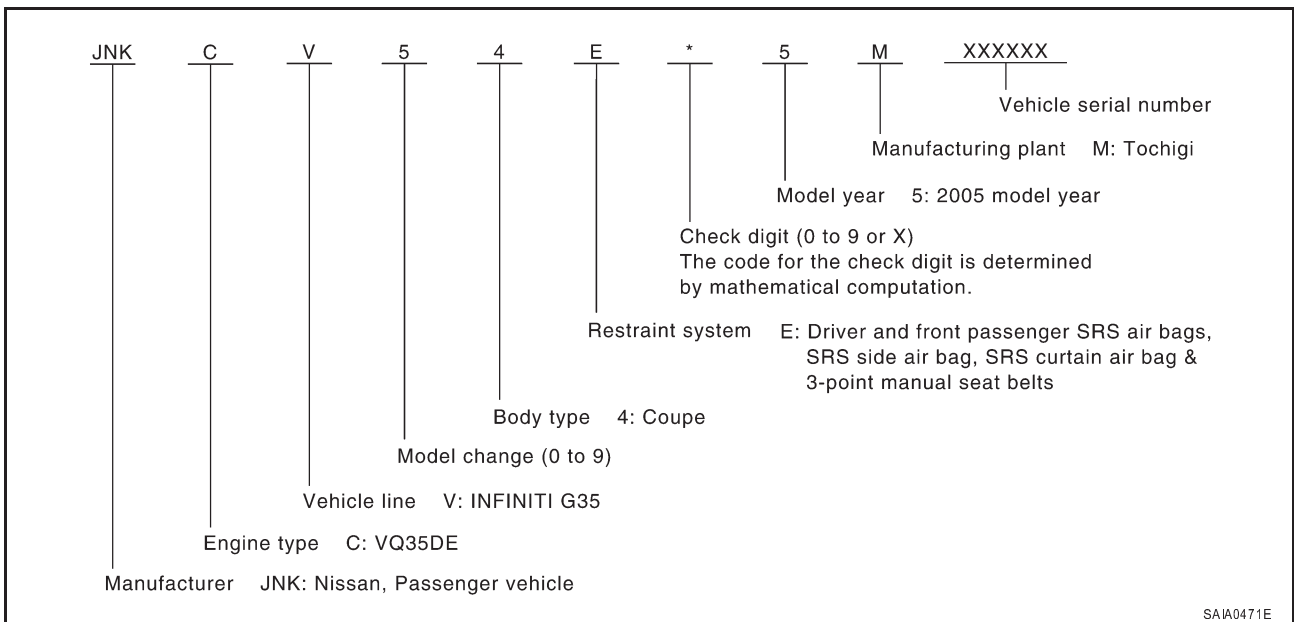 JNK C V 5 4 E * 5 M XXXXXX
Vehicle serial number
Manufacturing plant M: Tochigi
Model year 5: 2005 model year
Check digit (0 to 9 or X)
The code for the check digit is determined
by mathematical computation.
Restraint system E: Driver and front passenger SRS air bags,
SRS side air bag, SRS curtain air bag &
3-point manual seat belts
Body type 4: Coupe
Model change (0 to 9)
Vehicle line V: INFINITI G35
Engine type C: VQ35DE
Manufacturer JNK: Nissan, Passenger vehicle
SAIA0471E